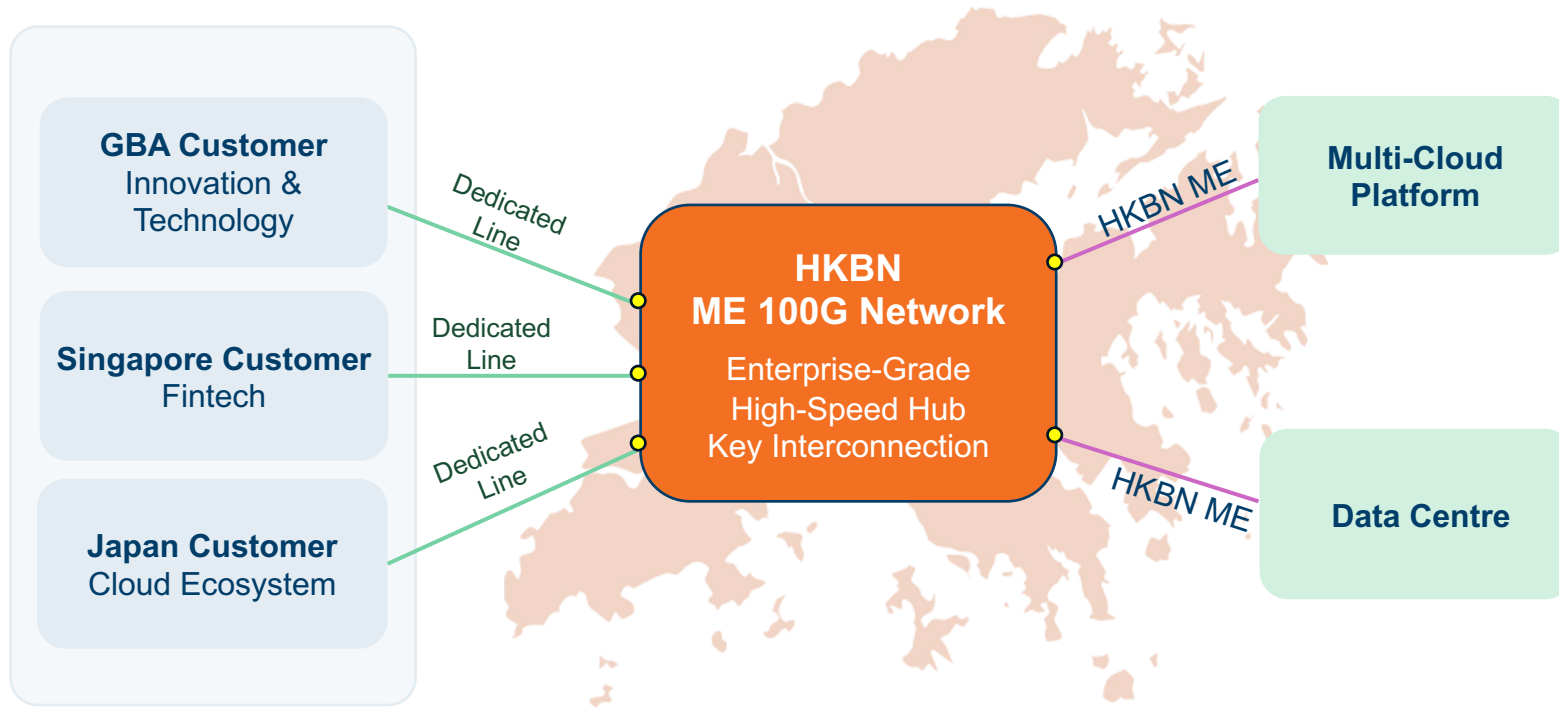 GBA Customer
Innovation &
Technology
Singapore Customer
Fintech
Japan Customer
Cloud Ecosystem
Dedicated
Line
Dedicated
Line
Dedicated
Line
HKBN
ME 100G Network
Enterprise-Grade
High-Speed Hub
Key Interconnection
HKBN ME
HKBN ME
Multi-Cloud
Platform
Data Centre